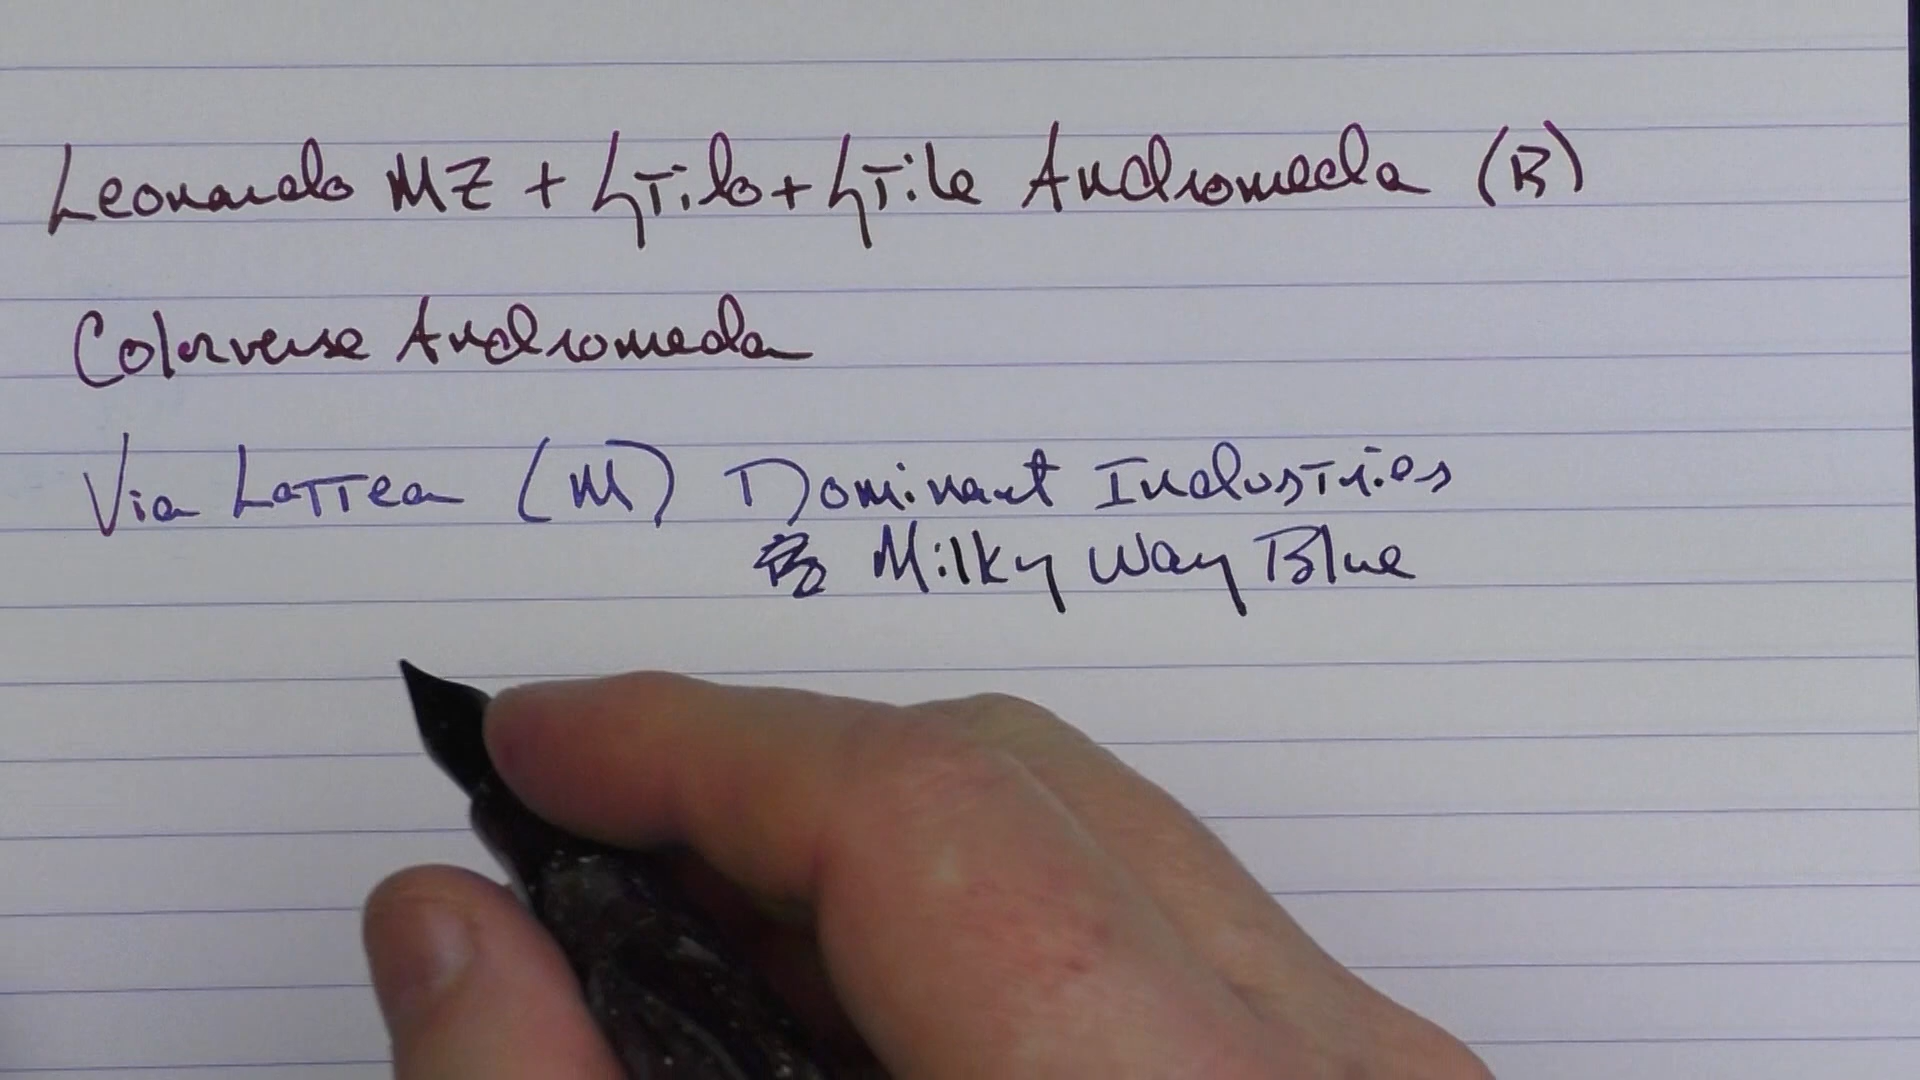 Leonardo MZ + STilo + STile Andromeda (B)
Colorverse Andromeda
Via LaTTea (M) Dominant Industries
Milky Way Blue